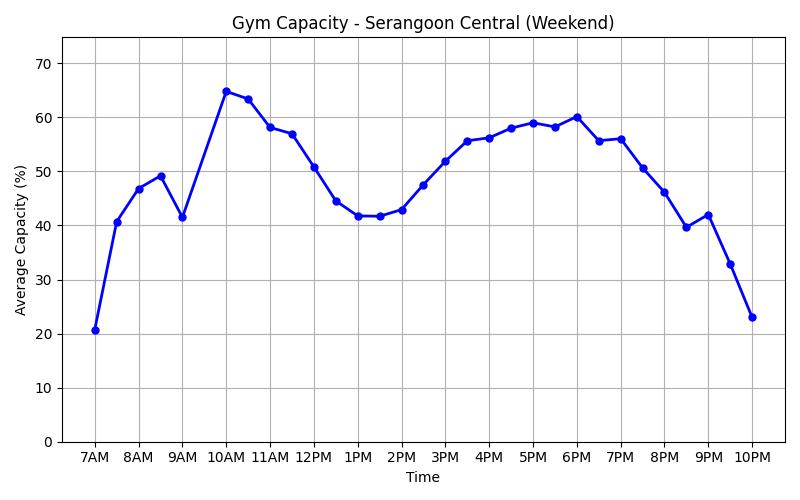 Gym Capacity - Serangoon Central (Weekend)
Average Capacity (%)
70
60
50
40
30
20
10
0
7AM 8AM 9AM 10AM 11AM 12PM 1PM 2PM 3PM 4PM 5PM 6PM 7PM 8PM 9PM 10PM
Time